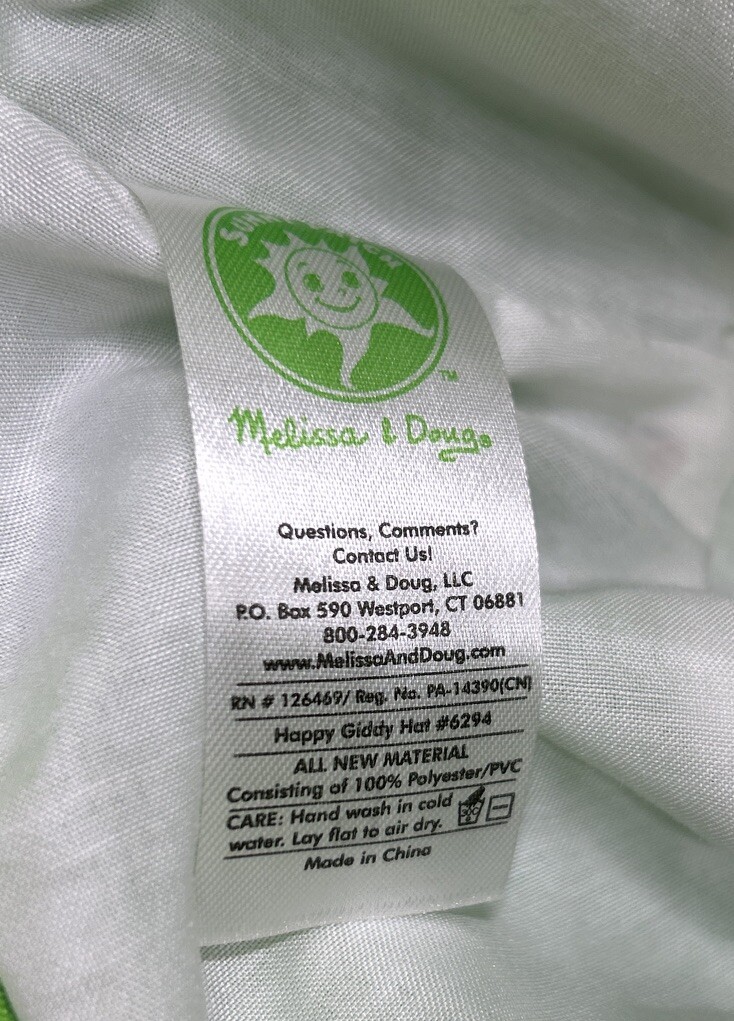 Melissa & Doug®
TM
Questions, Comments?
Contact Us!
Melissa & Doug, LLC
P.O. Box 590 Westport, CT 06881
800-284-3948
www.MelissaAndDoug.com
RN # 126469/ Reg. No. PA-14390(CN)
Happy Giddy Hat #6294
ALL NEW MATERIAL
Consisting of 100% Polyester/PVC
CARE: Hand wash in cold
water. Lay flat to air dry.
Made in China